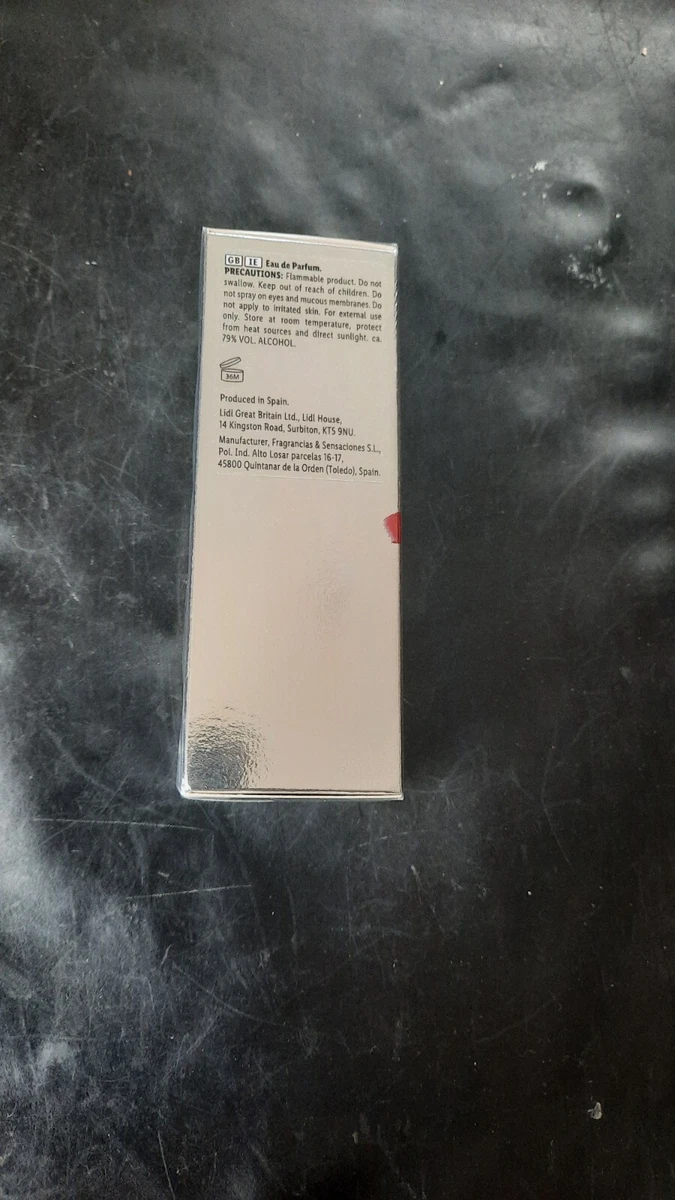 GB IE Eau de Parfum.
PRECAUTIONS: Flammable product. Do not
swallow. Keep out of reach of children. Do
not spray on eyes and mucous membranes. Do
not apply to irritated skin. For external use
only. Store at room temperature, protect
from heat sources and direct sunlight. ca.
79% VOL. ALCOHOL.
36M
Produced in Spain.
Lidl Great Britain Ltd., Lidl House,
14 Kingston Road, Surbiton, KT5 9NU.
Manufacturer, Fragrancias & Sensaciones S.L.,
Pol. Ind. Alto Losar parcelas 16-17,
45800 Quintanar de la Orden (Toledo), Spain.